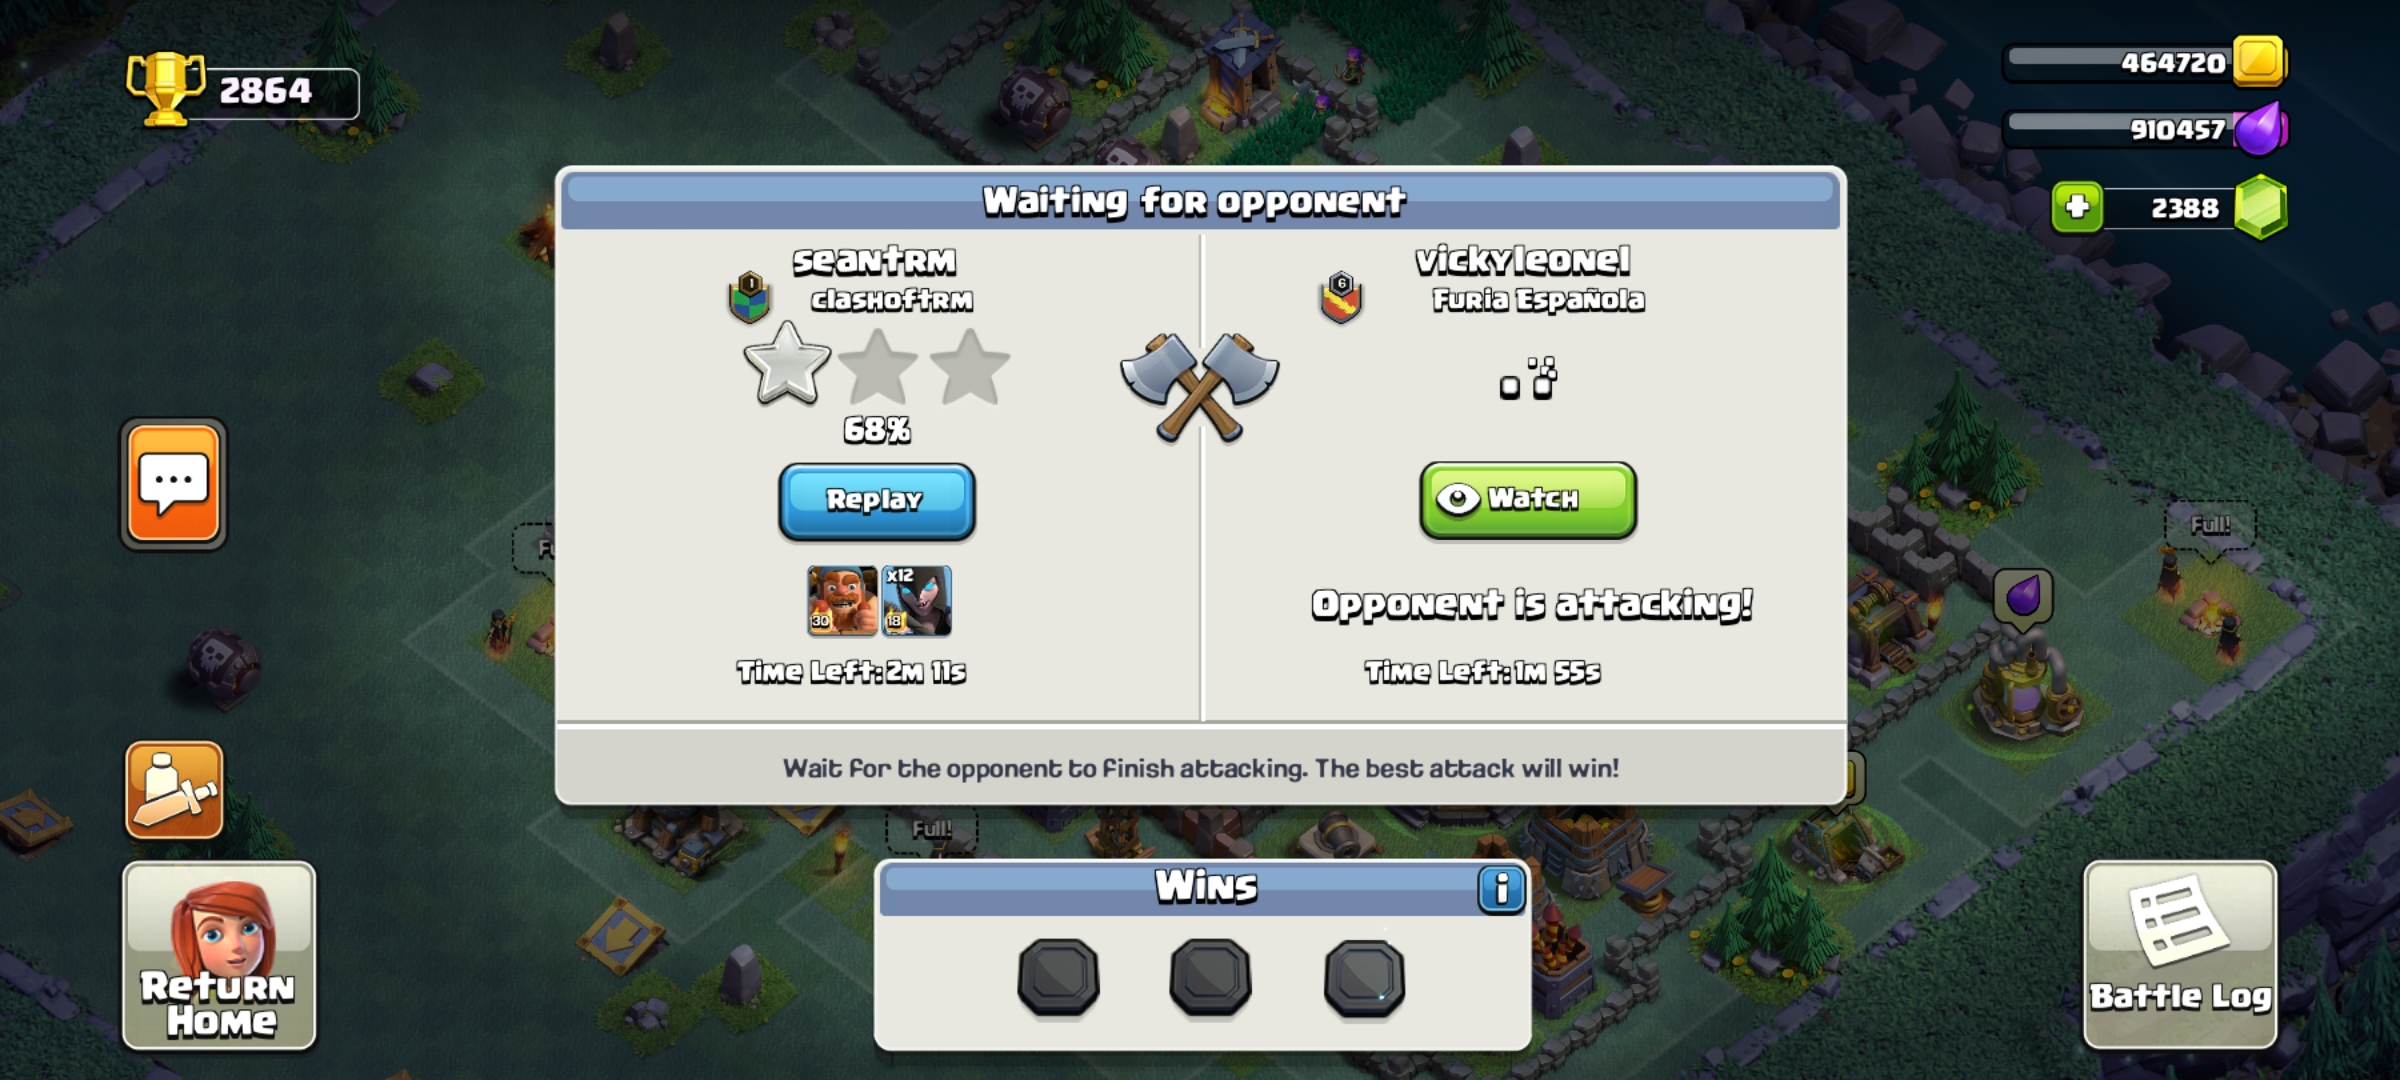 2864
464720
910457
2388
Waiting for opponent
seantrm
clashoftrm
68%
Replay
x12
30
18
Time Left: 2m 11s
1
vickyleonel
6
Furia Española
Watch
Opponent is attacking!
Time Left: 1m 55s
Wait for the opponent to finish attacking. The best attack will win!
Full!
Full!
Wins
i
Return
Home
Battle Log